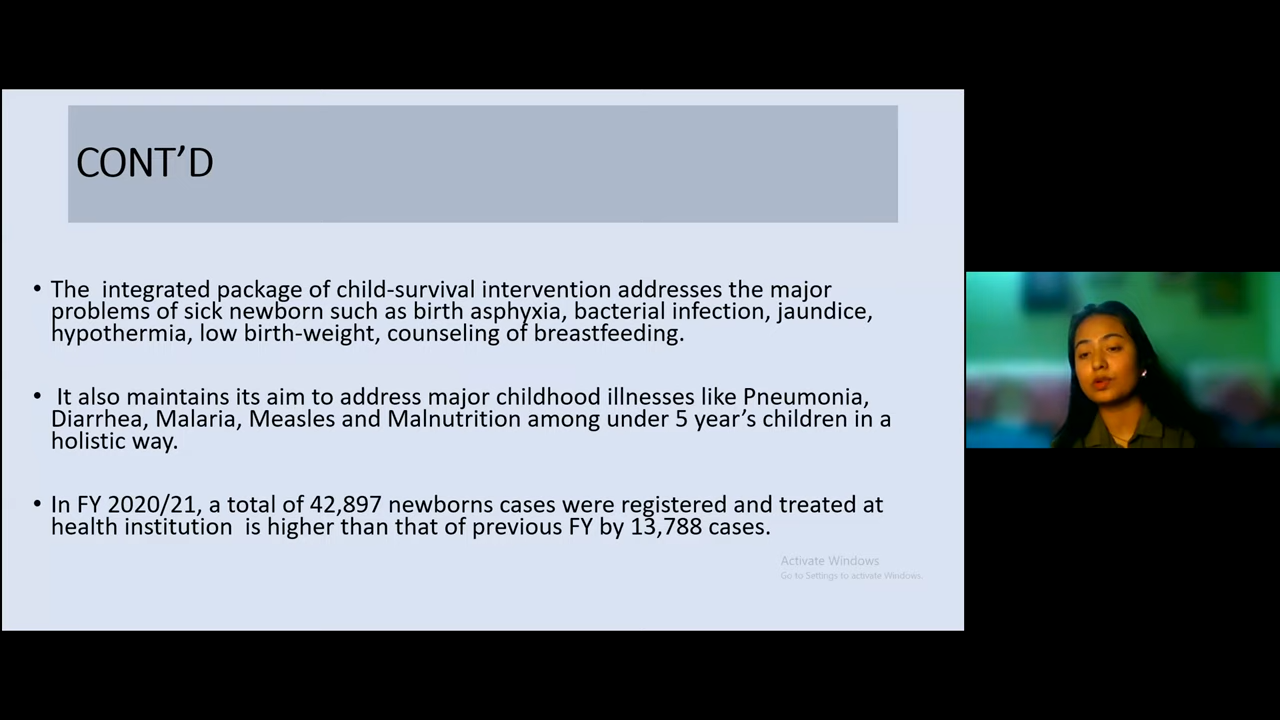 CONT’D
• The  integrated package of child-survival intervention addresses the major
problems of sick newborn such as birth asphyxia, bacterial infection, jaundice,
hypothermia, low birth-weight, counseling of breastfeeding.
•  It also maintains its aim to address major childhood illnesses like Pneumonia,
Diarrhea, Malaria, Measles and Malnutrition among under 5 year’s children in a
holistic way.
• In FY 2020/21, a total of 42,897 newborns cases were registered and treated at
health institution  is higher than that of previous FY by 13,788 cases.
Activate Windows
Go to Settings to activate Windows.